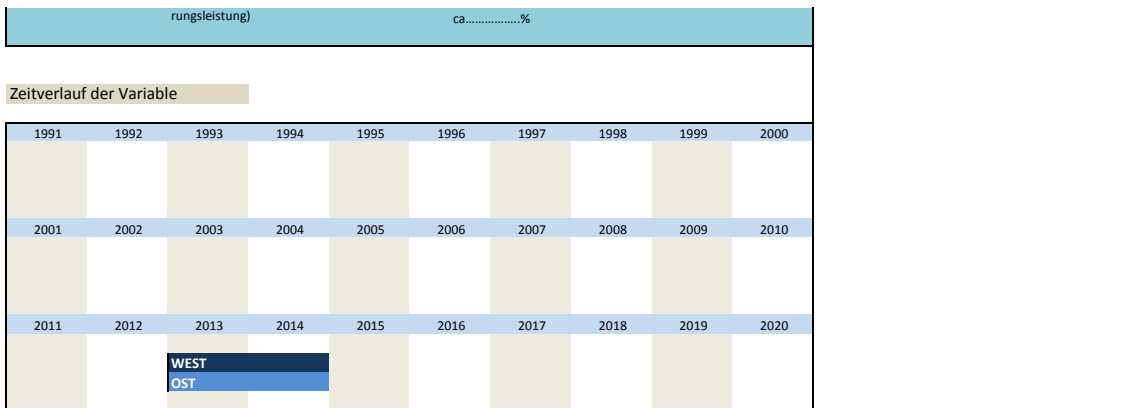 rungsleistung)
ca……………..%
Zeitverlauf der Variable
1991 1992 1993 1994 1995 1996 1997 1998 1999 2000
2001 2002 2003 2004 2005 2006 2007 2008 2009 2010
2011 2012 2013 2014 2015 2016 2017 2018 2019 2020
WEST
OST